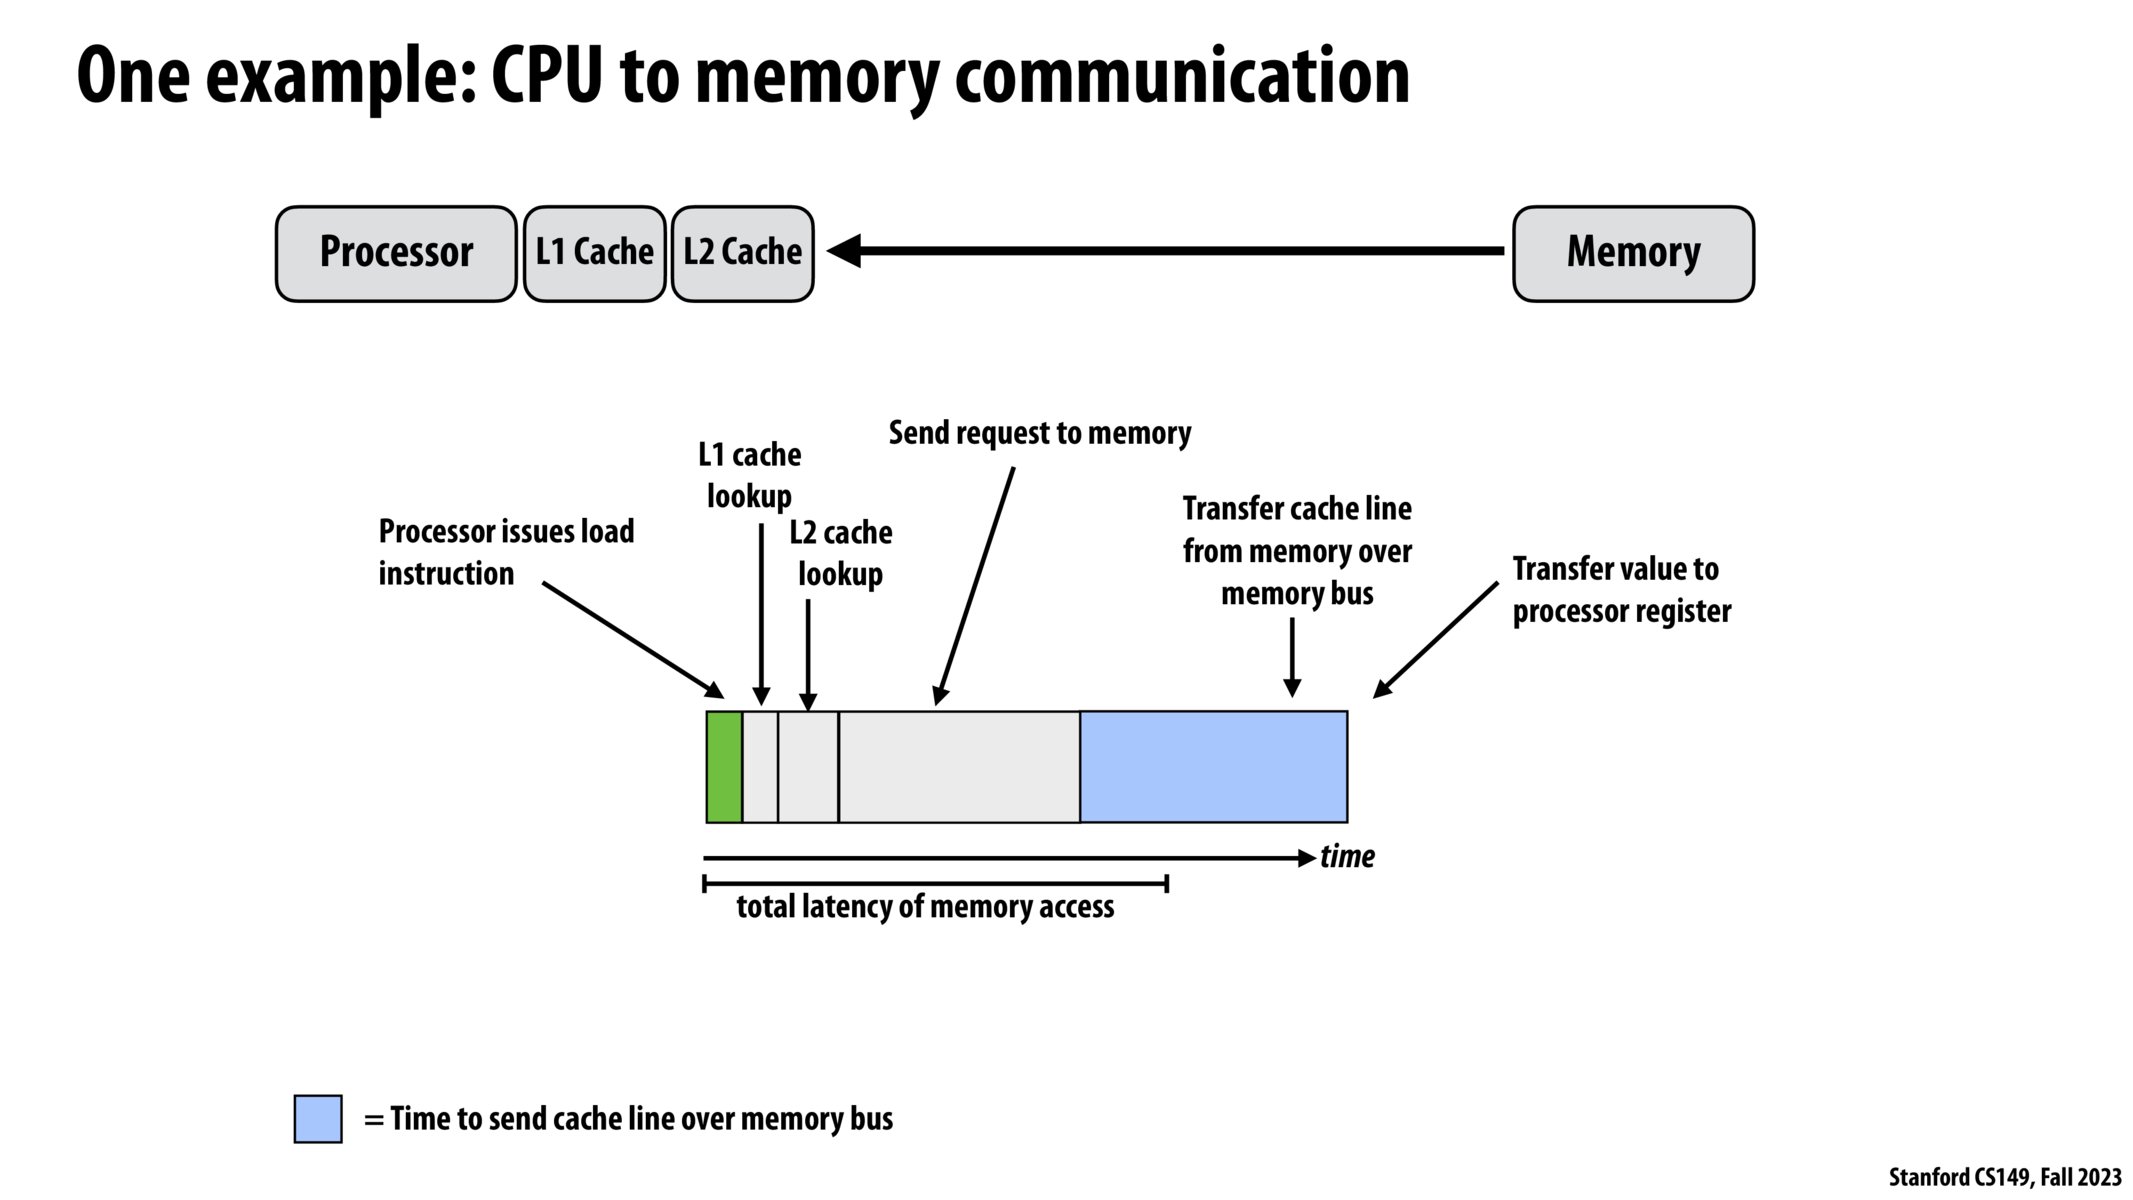 One example: CPU to memory communication
Processor
L1 Cache
L2 Cache
Memory
Send request to memory
L1 cache
lookup
Processor issues load
instruction
L2 cache
lookup
Transfer cache line
from memory over
memory bus
Transfer value to
processor register
time
total latency of memory access
= Time to send cache line over memory bus
Stanford CS149, Fall 2023